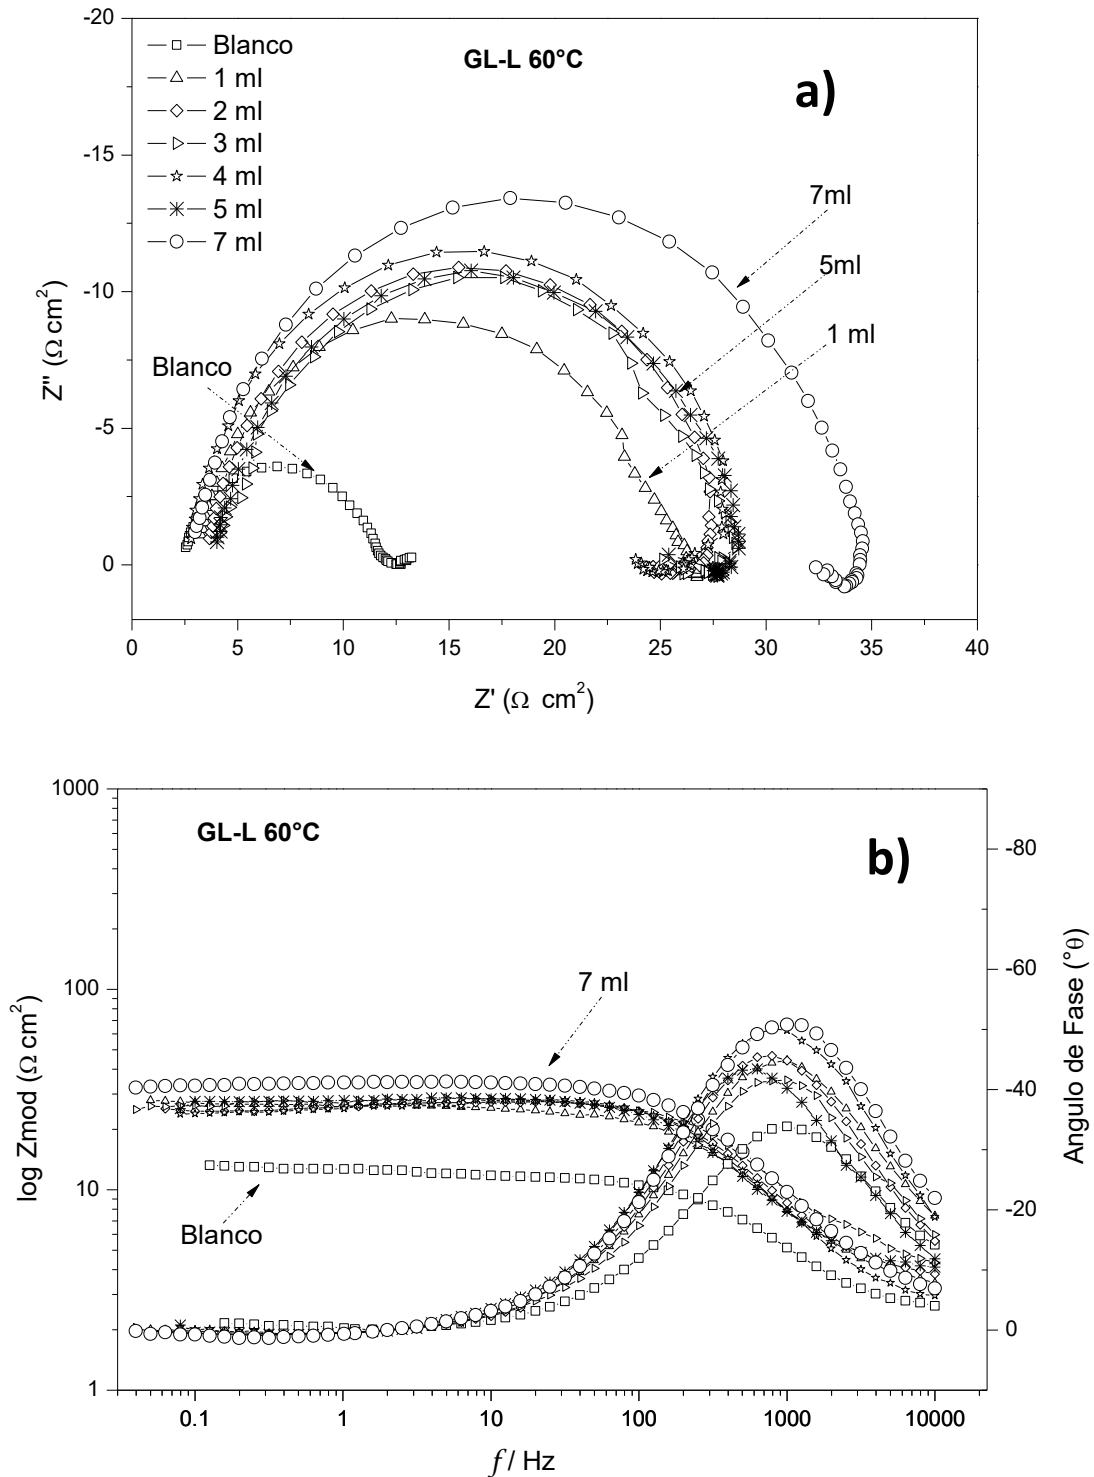 -20
Blanco
1 ml
2 ml
3 ml
4 ml
5 ml
7 ml
GL-L 60°C
a)
-15
-10
-5
0
Z'' (Ω cm²)
7ml
5ml
1 ml
Blanco
0 5 10 15 20 25 30 35 40
Z' (Ω cm²)
1000
100
10
1
log Zmod (Ω cm²)
GL-L 60°C
b)
7 ml
Blanco
-80
-60
-40
-20
0
Angulo de Fase (°θ)
0.1 1 10 100 1000 10000
f / Hz